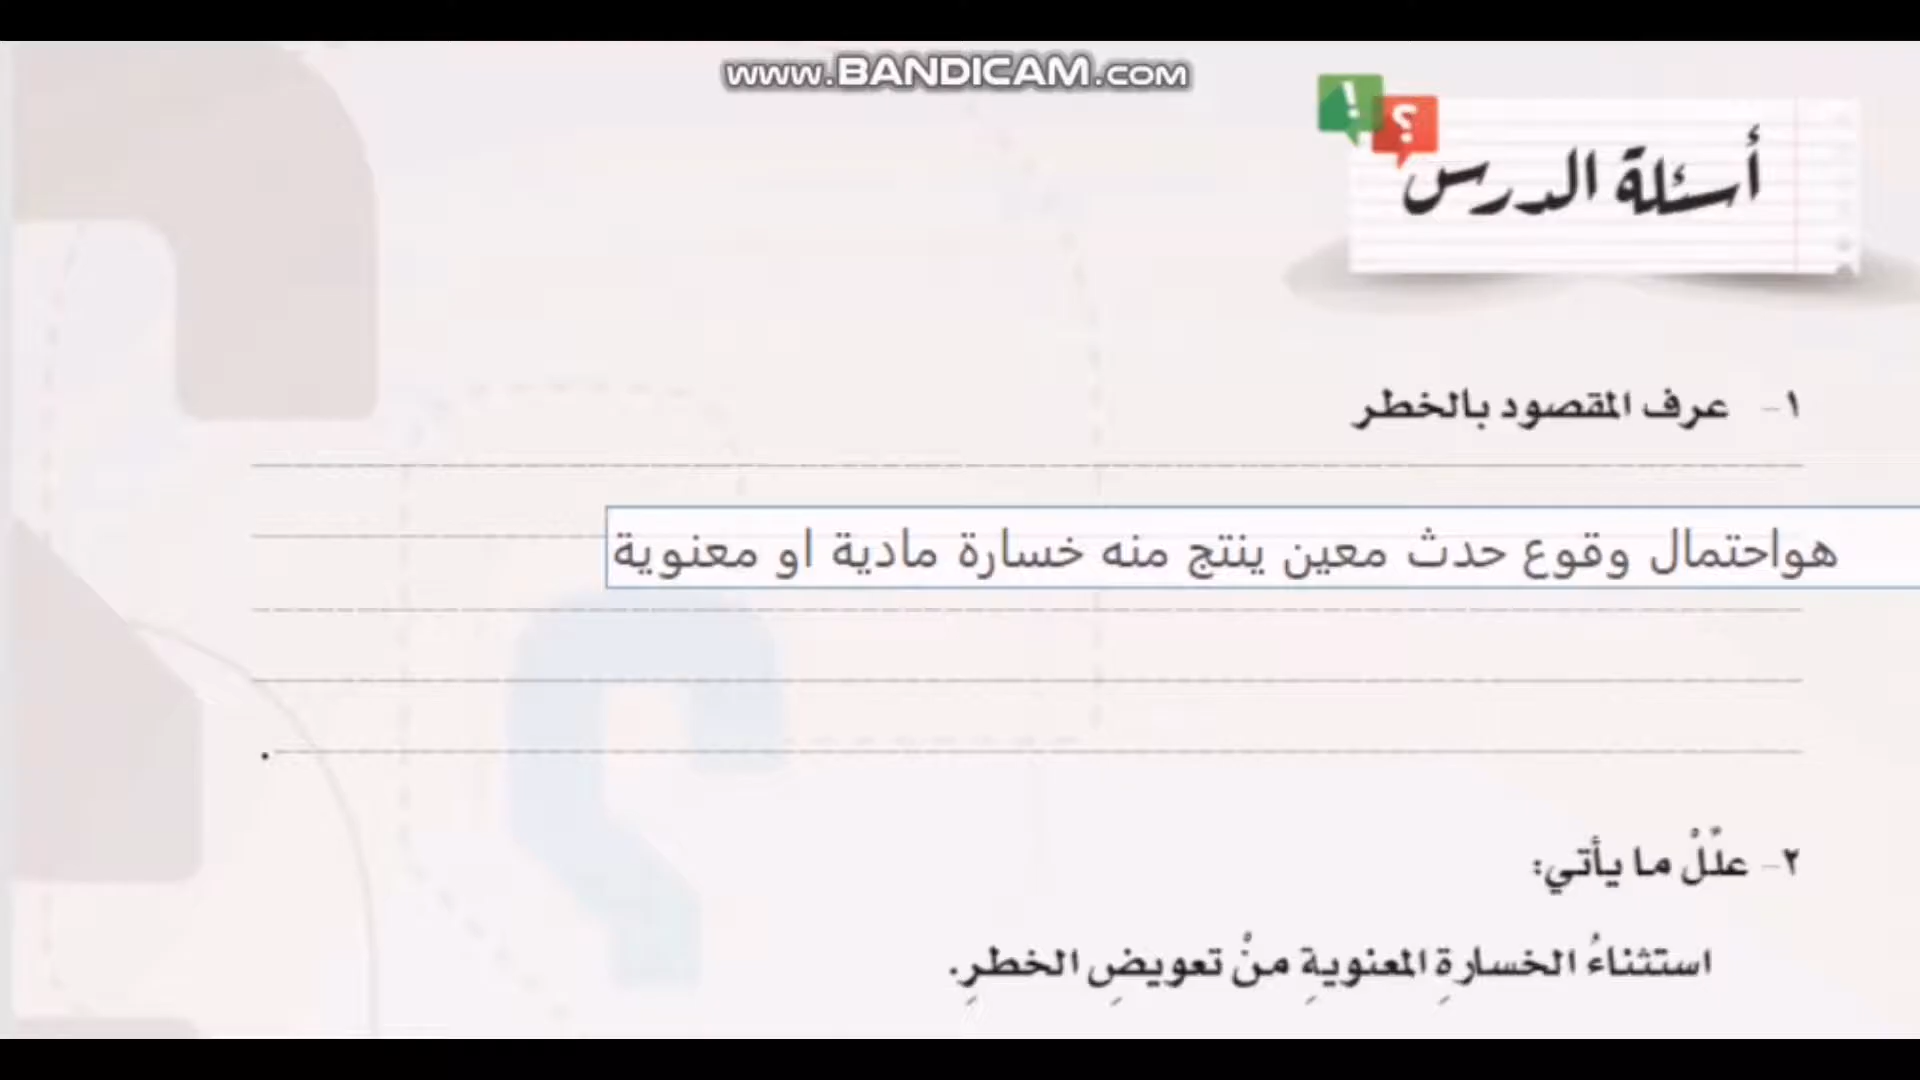 www.BANDICAM.com
! ؟
أسئلة الدرس
١- عرف المقصود بالخطر
هواحتمال وقوع حدث معين ينتج منه خسارة مادية او معنوية
٢- علِّلْ ما يأتي:
استثناءُ الخسارةِ المعنويةِ منْ تعويضِ الخطرِ.